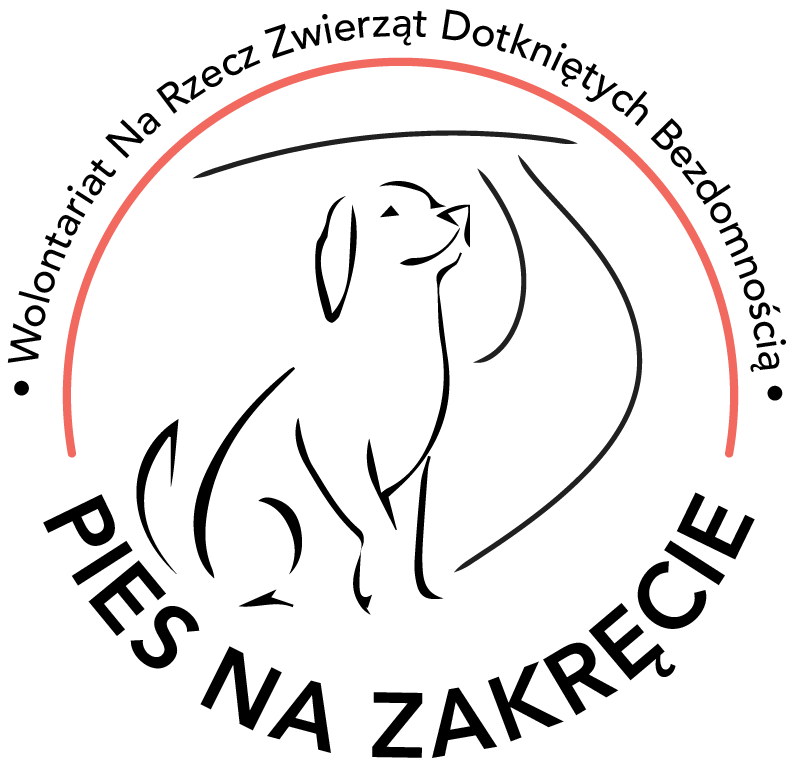 • Wolontariat Na Rzecz Zwierząt Dotkniętych Bezdomnością •
PIES NA ZAKRĘCIE